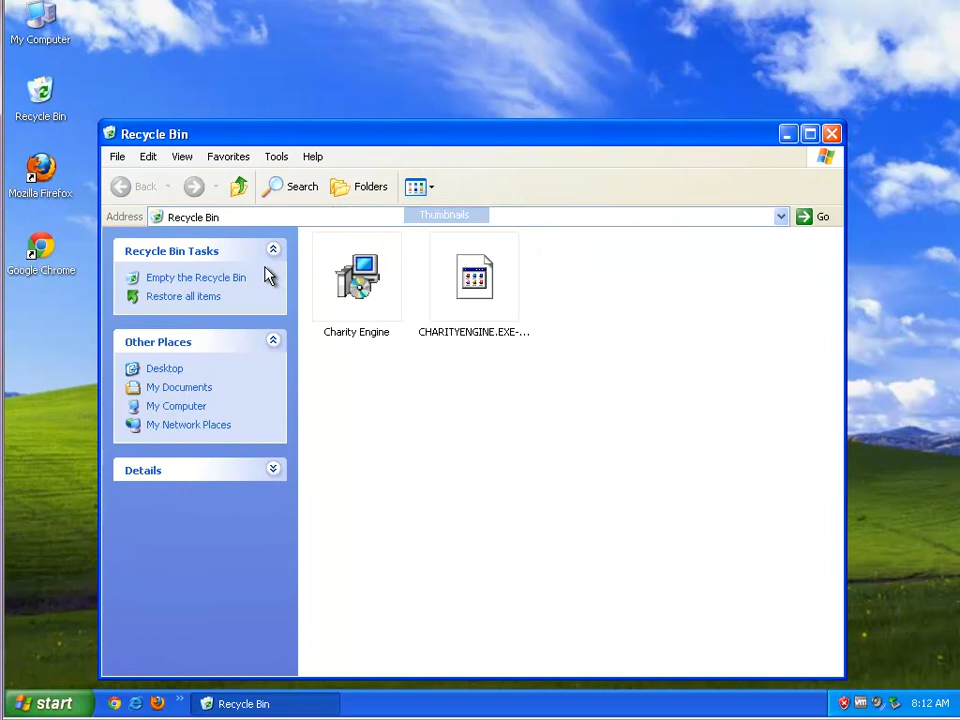 My Computer
Recycle Bin
Mozilla Firefox
Google Chrome
Recycle Bin
File Edit View Favorites Tools Help
Back Search Folders
Address Recycle Bin Thumbnails Go
Recycle Bin Tasks
Empty the Recycle Bin
Restore all items
Other Places
Desktop
My Documents
My Computer
My Network Places
Details
Charity Engine
CHARITYENGINE.EXE-...
start Recycle Bin 8:12 AM